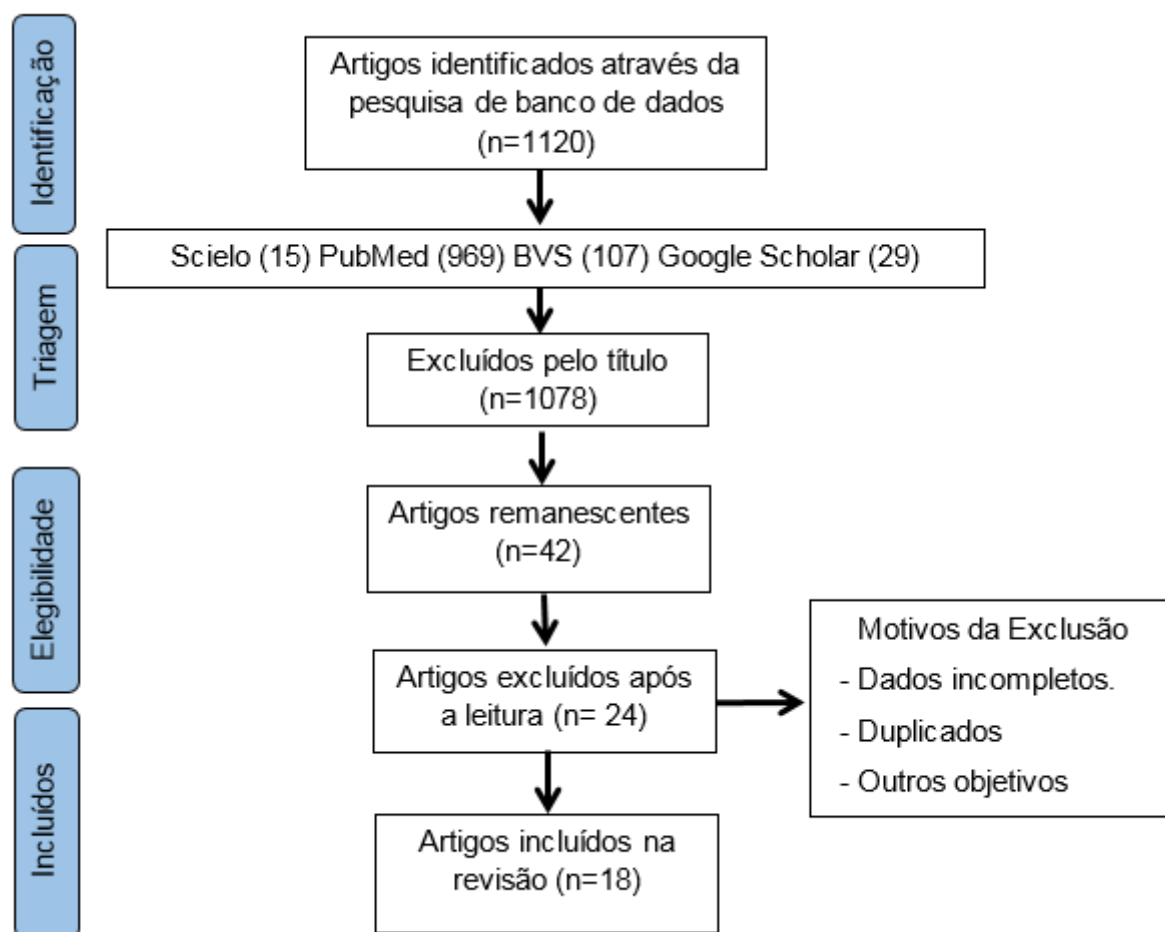 Identificação
Artigos identificados através da
pesquisa de banco de dados
(n=1120)
Scielo (15) PubMed (969) BVS (107) Google Scholar (29)
Triagem
Excluídos pelo título
(n=1078)
Elegibilidade
Artigos remanescentes
(n=42)
Artigos excluídos após
a leitura (n= 24)
Motivos da Exclusão
- Dados incompletos.
- Duplicados
- Outros objetivos
Incluídos
Artigos incluídos na
revisão (n=18)